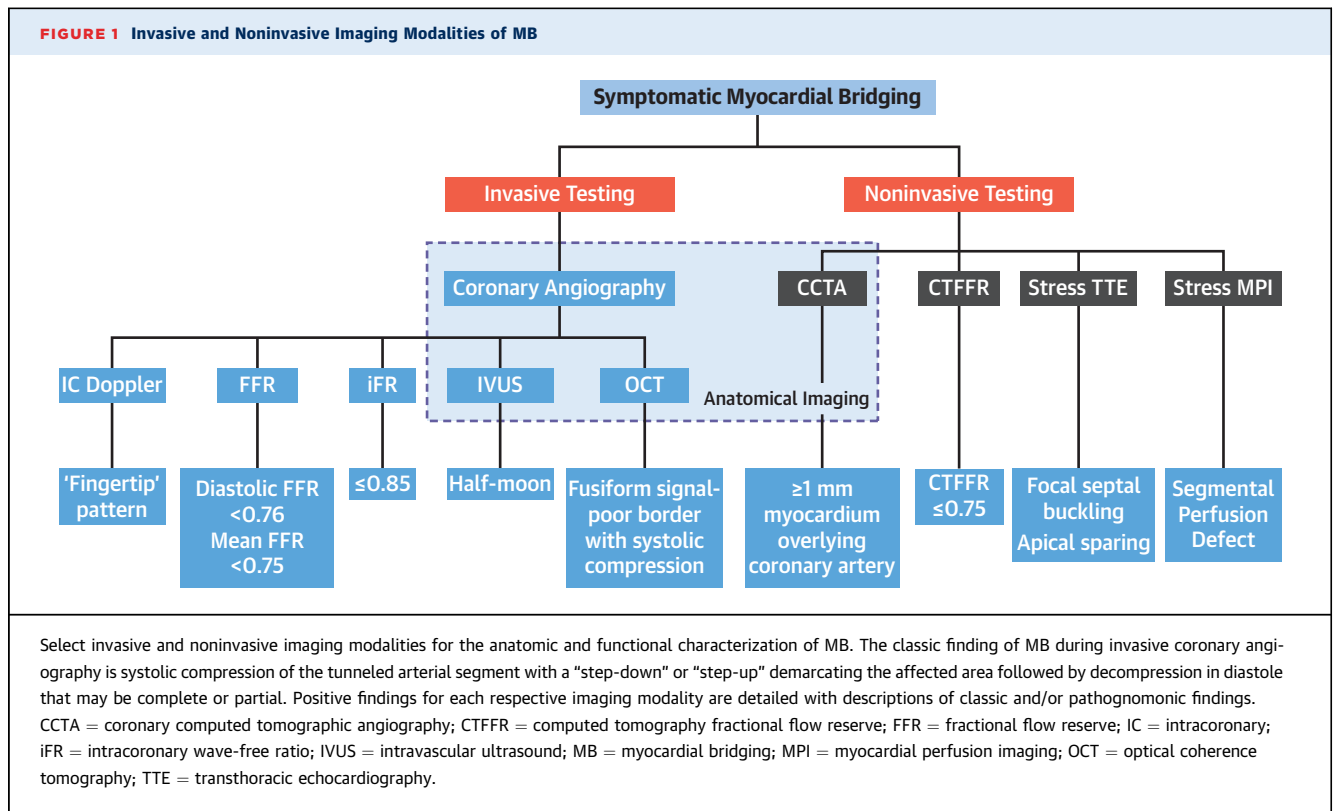 FIGURE 1 Invasive and Noninvasive Imaging Modalities of MB
Symptomatic Myocardial Bridging
Invasive Testing
Noninvasive Testing
Coronary Angiography
CCTA
CTFFR
Stress TTE
Stress MPI
IC Doppler
FFR
iFR
IVUS
OCT
Anatomical Imaging
'Fingertip'
pattern
Diastolic FFR
<0.76
Mean FFR
<0.75
≤0.85
Half-moon
Fusiform signal-
poor border
with systolic
compression
≥1 mm
myocardium
overlying
coronary artery
CTFFR
≤0.75
Focal septal
buckling
Apical sparing
Segmental
Perfusion
Defect
Select invasive and noninvasive imaging modalities for the anatomic and functional characterization of MB. The classic finding of MB during invasive coronary angi-
ography is systolic compression of the tunneled arterial segment with a “step-down” or “step-up” demarcating the affected area followed by decompression in diastole
that may be complete or partial. Positive findings for each respective imaging modality are detailed with descriptions of classic and/or pathognomonic findings.
CCTA = coronary computed tomographic angiography; CTFFR = computed tomography fractional flow reserve; FFR = fractional flow reserve; IC = intracoronary;
iFR = intracoronary wave-free ratio; IVUS = intravascular ultrasound; MB = myocardial bridging; MPI = myocardial perfusion imaging; OCT = optical coherence
tomography; TTE = transthoracic echocardiography.